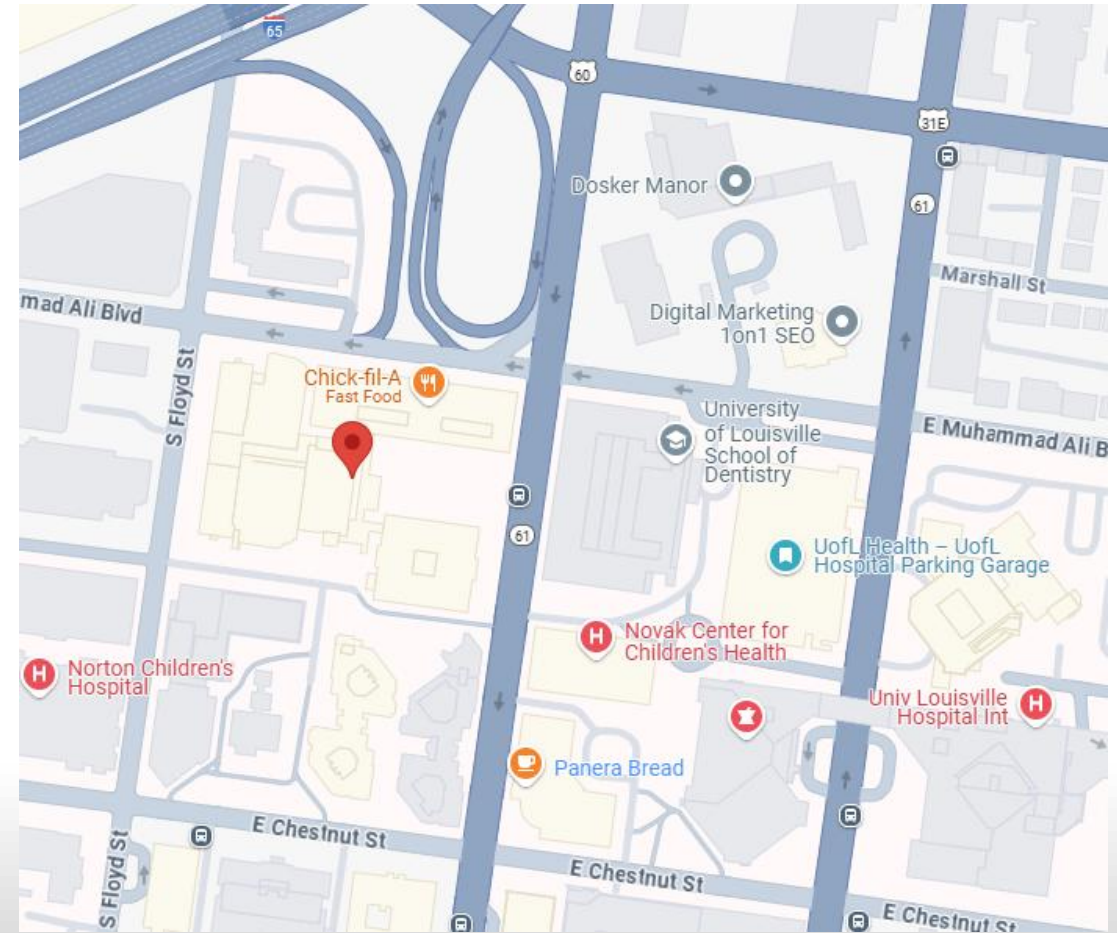 65
60
31E
Dosker Manor
61
Marshall St
mad Ali Blvd
Digital Marketing
1on1 SEO
S Floyd St
Chick-fil-A
Fast Food
University
of Louisville
School of
Dentistry
E Muhammad Ali B
61
UofL Health – UofL
Hospital Parking Garage
H
Novak Center for
Children's Health
H
Norton Children's
Hospital
Univ Louisville
Hospital Int
H
Panera Bread
E Chestnut St
S Floyd St
E Chestnut St
E Chestnut St